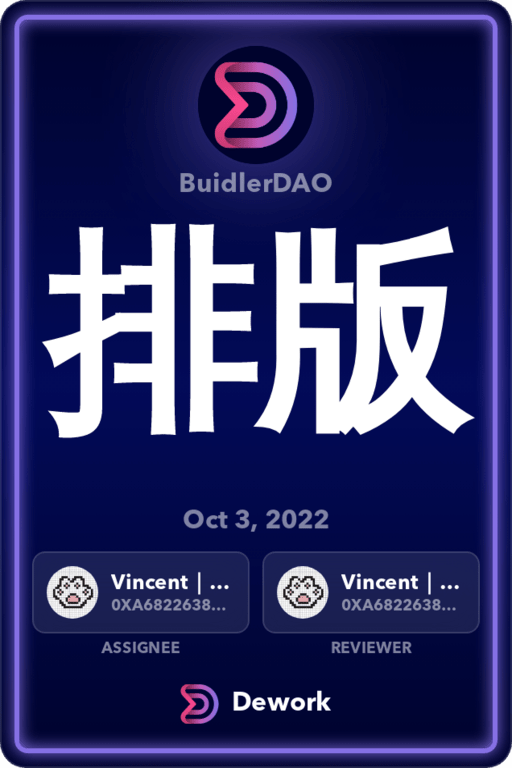 BuidlerDAO
排版
Oct 3, 2022
Vincent | ...
0XA6822638...
ASSIGNEE
Vincent | ...
0XA6822638...
REVIEWER
Dework